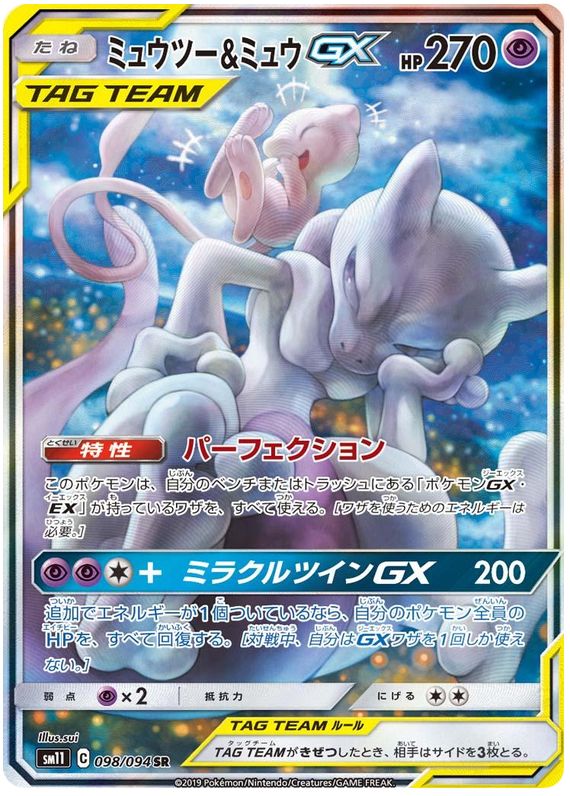 たね ミュウツー&ミュウGX HP270
TAG TEAM
とくせい
特性 パーフェクション
このポケモンは、自分のベンチまたはトラッシュにある「ポケモンGX・
EX」が持っているワザを、すべて使える。[ワザを使うためのエネルギーは
必要。]
+ ミラクルツインGX 200
追加でエネルギーが1個ついているなら、自分のポケモン全員の
HPを、すべて回復する。[対戦中、自分はGXワザを1回しか使え
ない。]
弱点 ×2 抵抗力 にげる
TAG TEAM ルール
TAG TEAMがきぜつしたとき、相手はサイドを3枚とる。
Illus.sui
sm11 C 098/094 SR
©2019 Pokémon/Nintendo/Creatures/GAME FREAK.